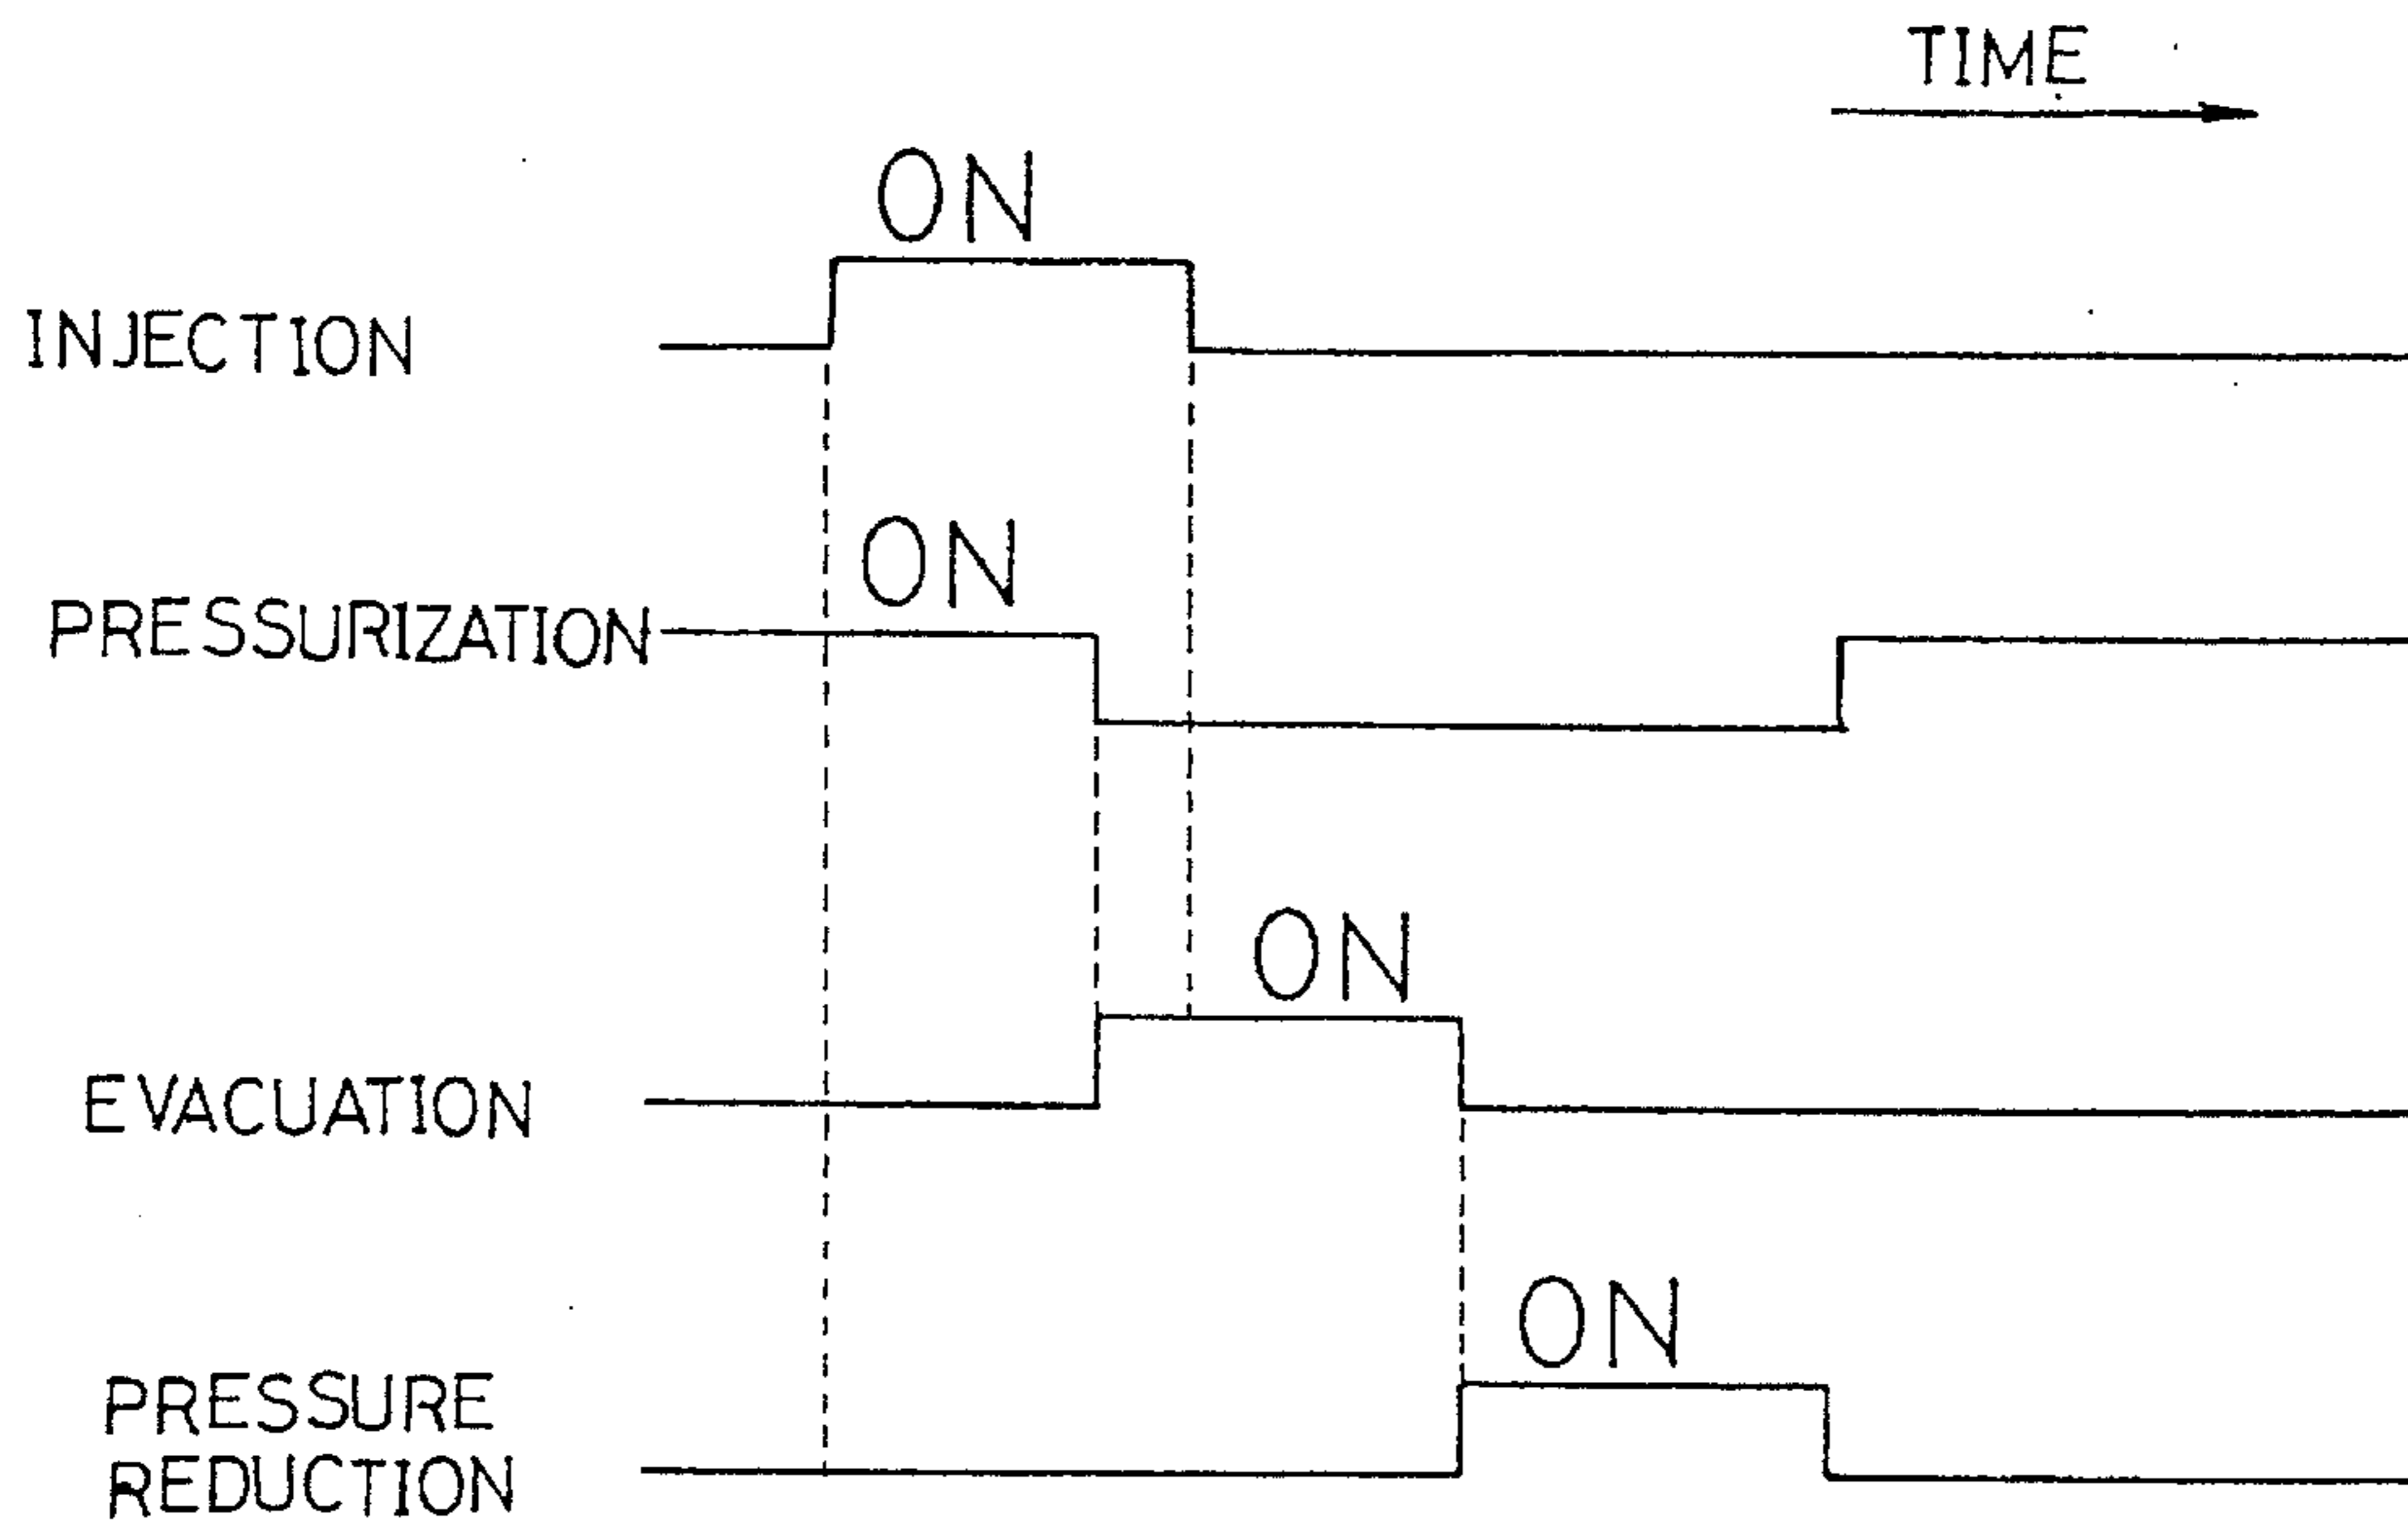 TIME
ON
INJECTION
ON
PRESSURIZATION
ON
EVACUATION
ON
PRESSURE
REDUCTION